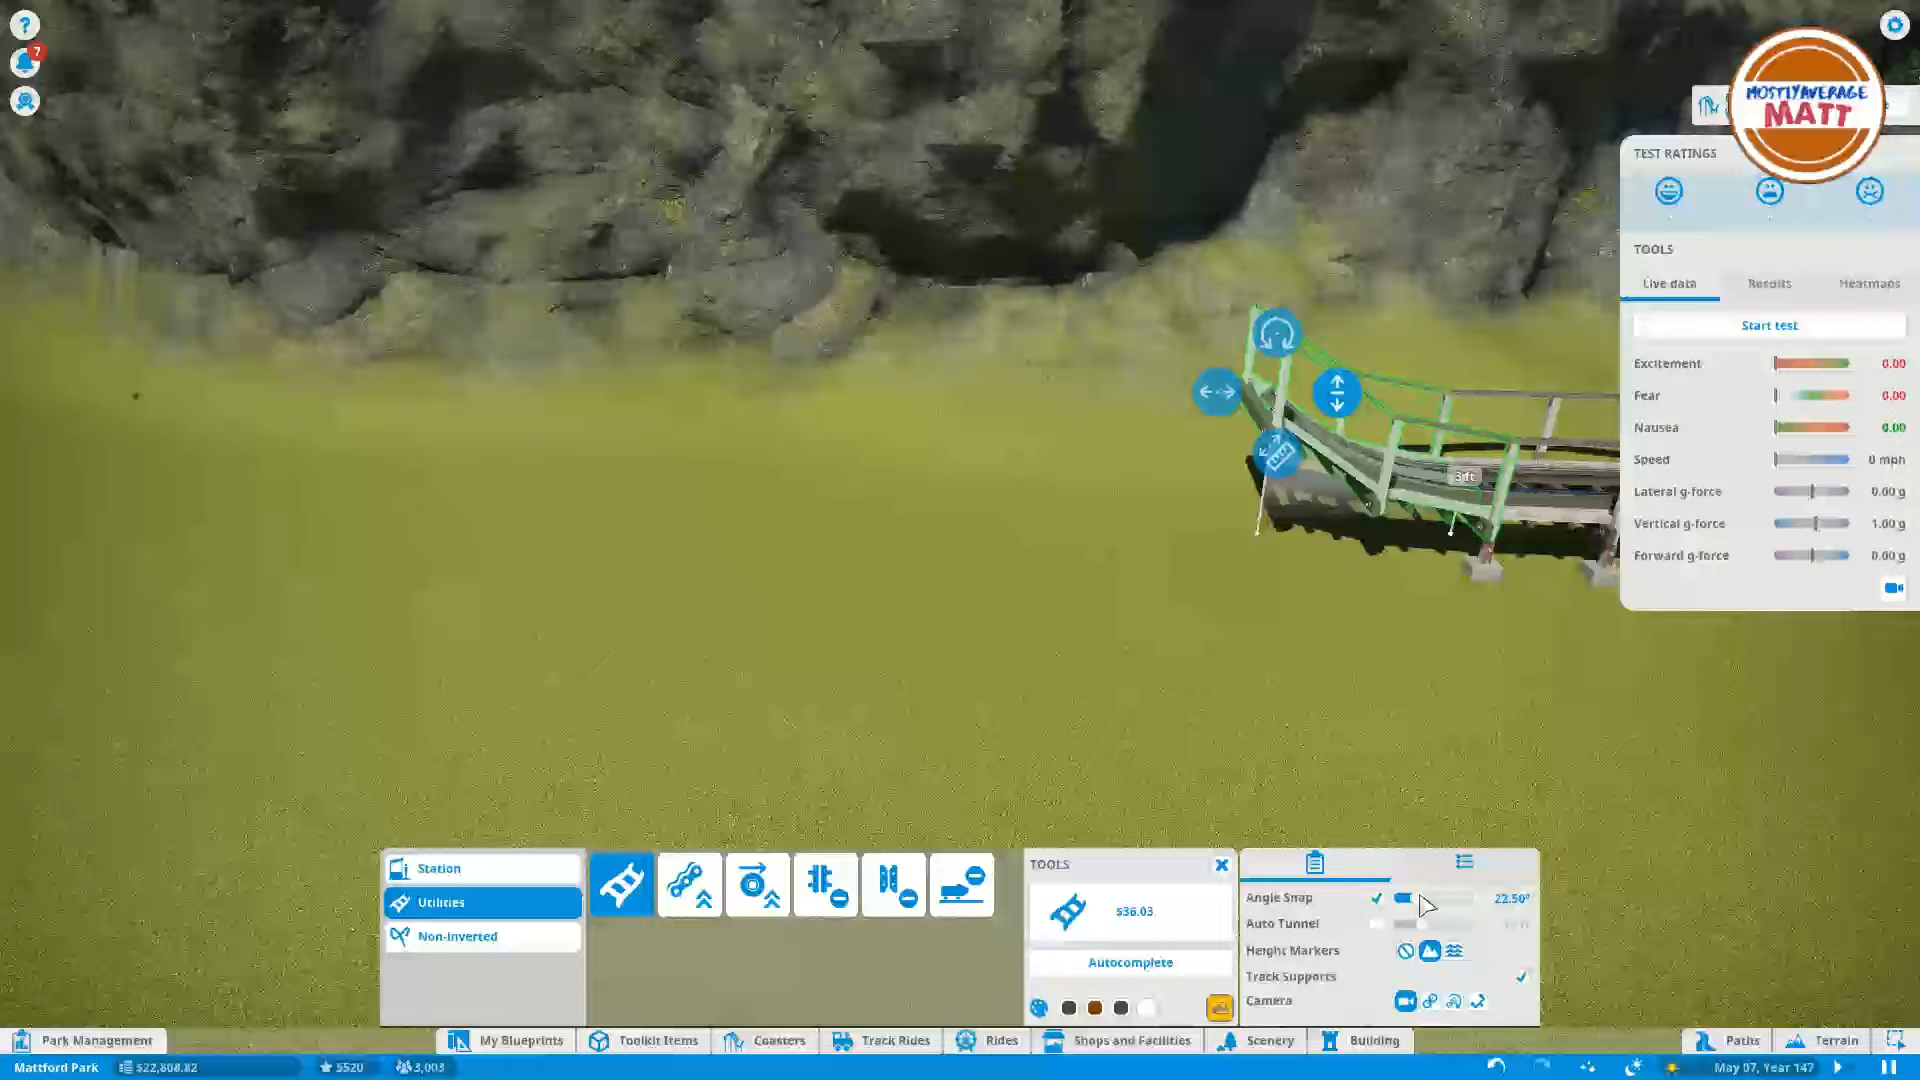 ?
7
MOSTLYAVERAGE
MATT
TEST RATINGS
TOOLS
Live data
Results
Heatmaps
Start test
Excitement
0.00
Fear
0.00
Nausea
0.00
Speed
0 mph
Lateral g-force
0.00 g
Vertical g-force
1.00 g
Forward g-force
0.00 g
3ft
Station
Utilities
Non-inverted
TOOLS
$36.03
Autocomplete
Angle Snap
22.50°
Auto Tunnel
Height Markers
Track Supports
Camera
Park Management
My Blueprints
Toolkit Items
Coasters
Track Rides
Rides
Shops and Facilities
Scenery
Building
Paths
Terrain
Mattford Park
$22,808.82
5520
3,003
May 07, Year 147